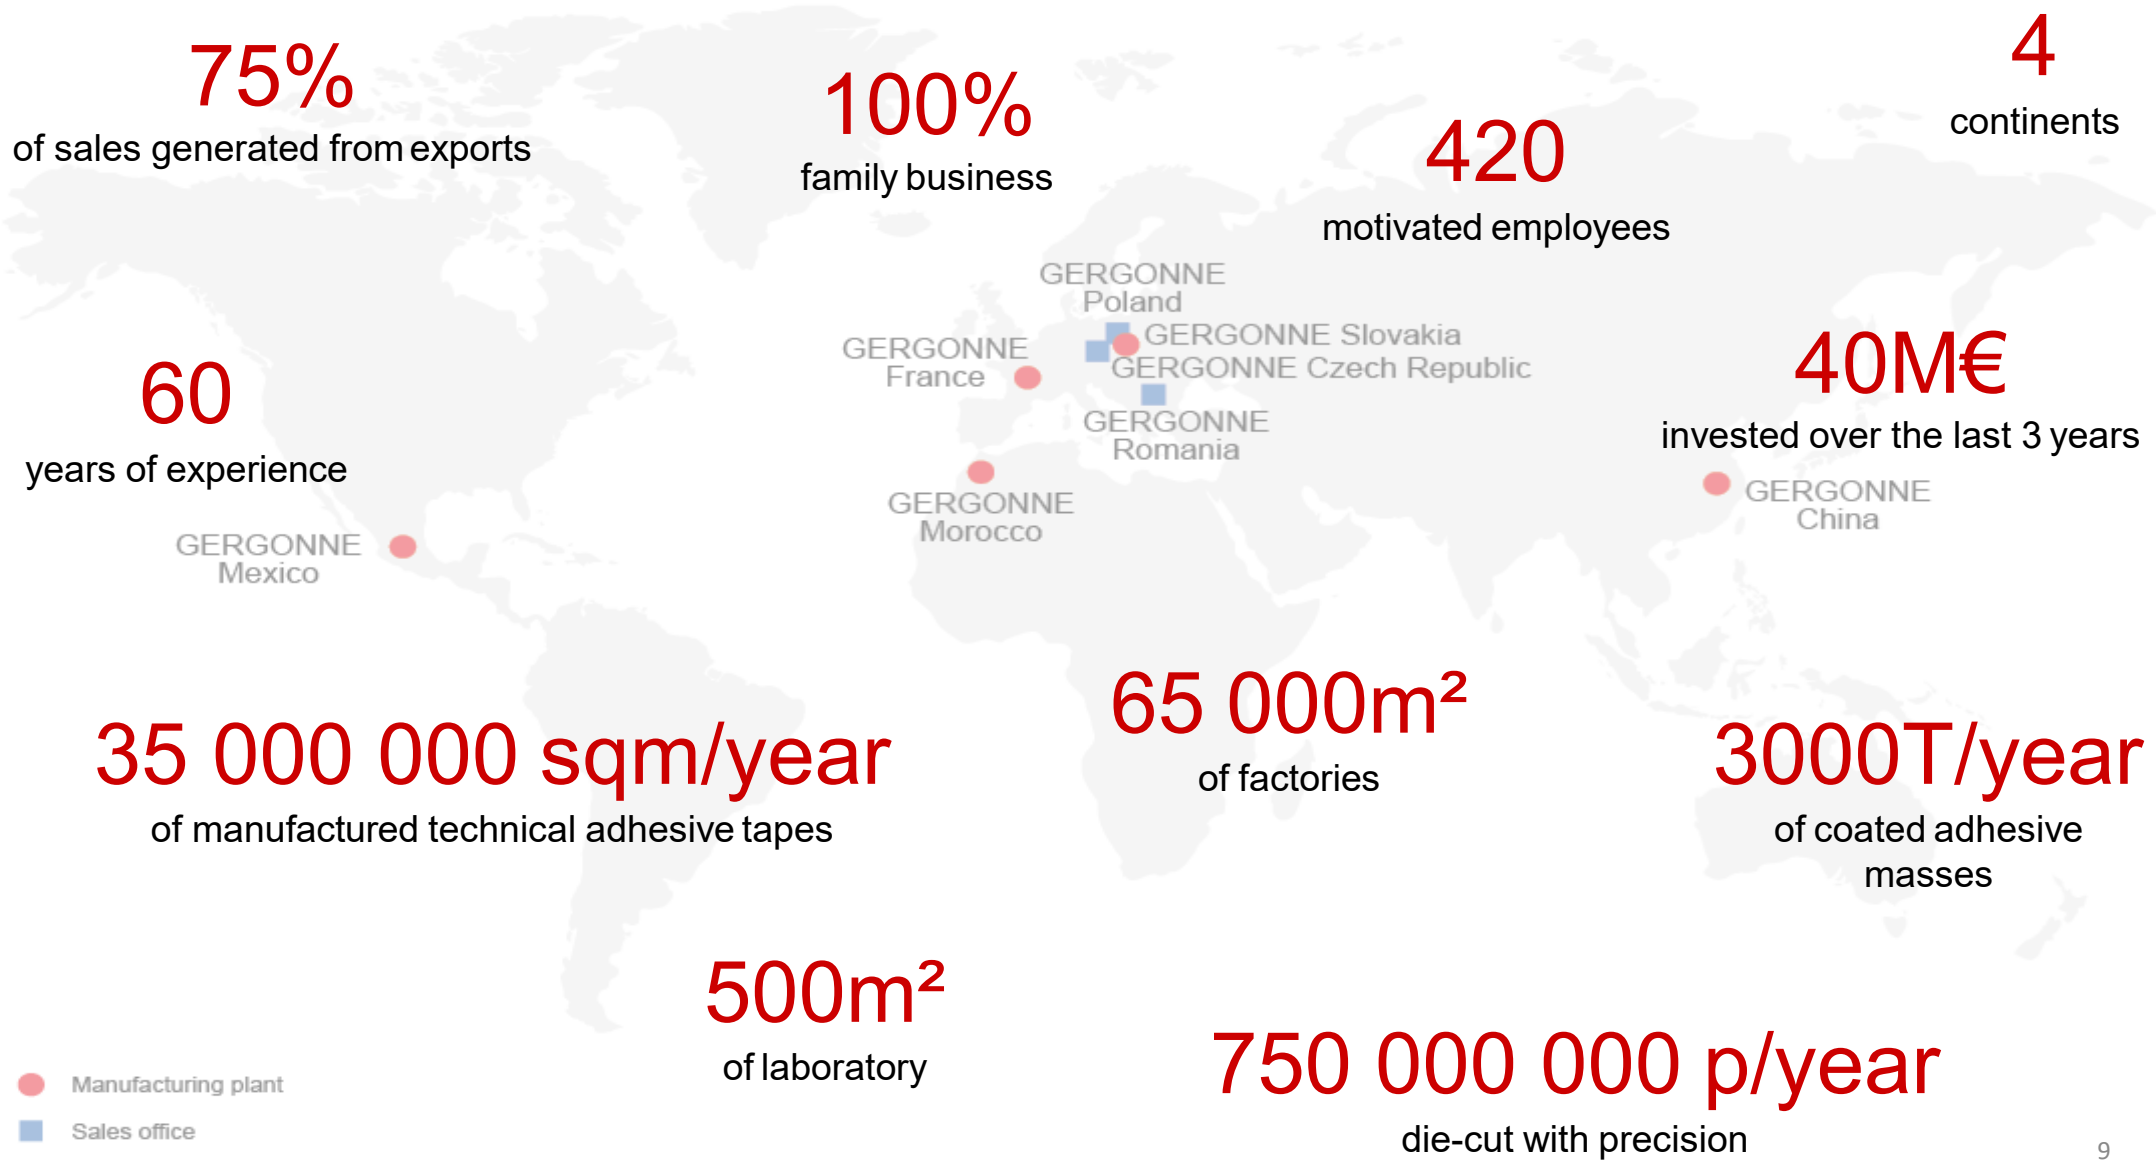 75%
of sales generated from exports
100%
family business
420
motivated employees
4
continents
GERGONNE
Poland
GERGONNE Slovakia
GERGONNE Czech Republic
GERGONNE
France
GERGONNE
Romania
60
years of experience
40M€
invested over the last 3 years
GERGONNE
Morocco
GERGONNE
China
GERGONNE
Mexico
35 000 000 sqm/year
of manufactured technical adhesive tapes
65 000m²
of factories
3000T/year
of coated adhesive
masses
500m²
of laboratory
750 000 000 p/year
die-cut with precision
Manufacturing plant
Sales office
9